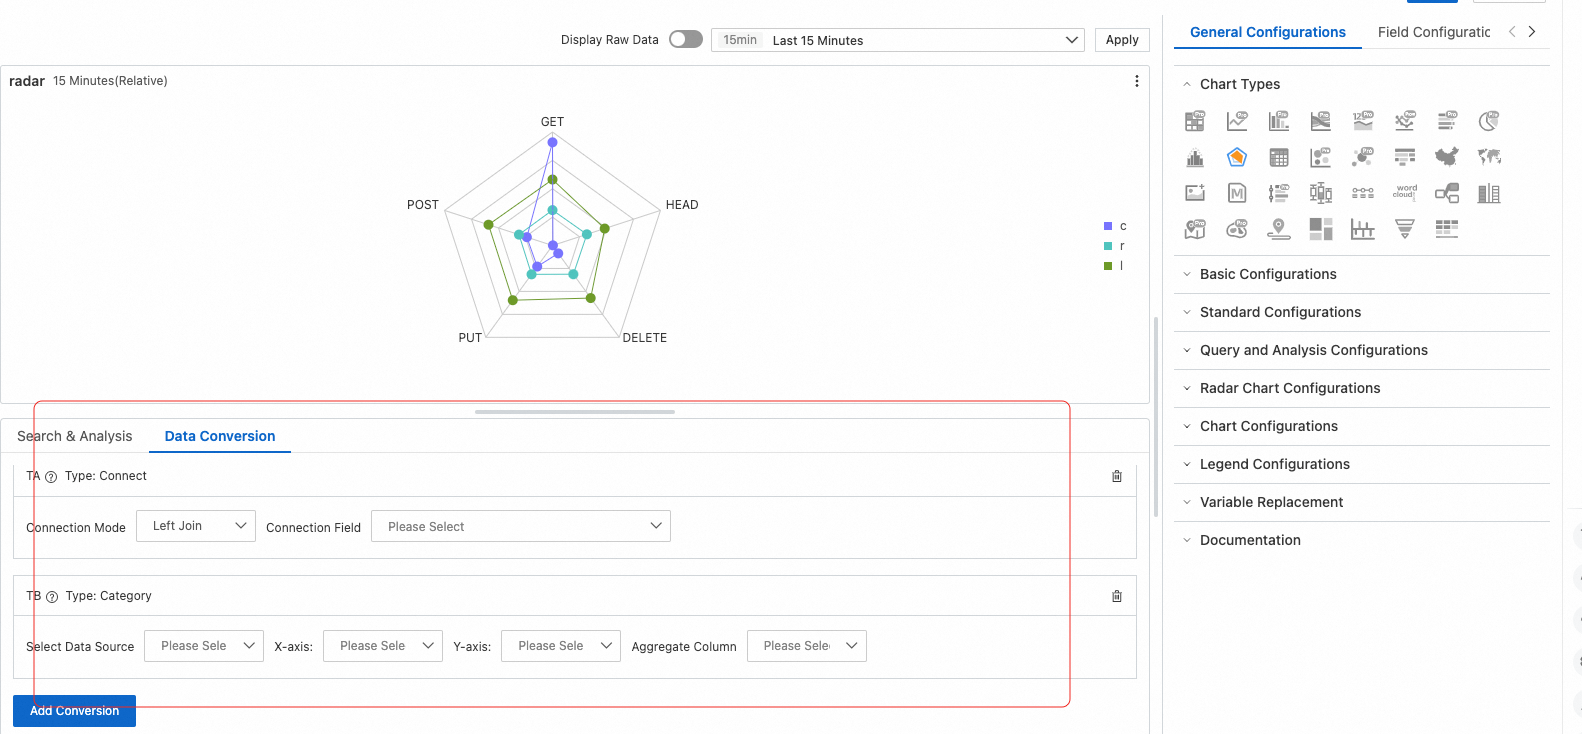 Display Raw Data
15min Last 15 Minutes
Apply
radar 15 Minutes(Relative)
GET
POST
HEAD
PUT
DELETE
c
r
l
Search & Analysis
Data Conversion
TA ? Type: Connect
Connection Mode Left Join Connection Field Please Select
TB ? Type: Category
Select Data Source Please Sele X-axis: Please Sele Y-axis: Please Sele Aggregate Column Please Sele
Add Conversion
General Configurations Field Configuratic
Chart Types
word
cloud!
Basic Configurations
Standard Configurations
Query and Analysis Configurations
Radar Chart Configurations
Chart Configurations
Legend Configurations
Variable Replacement
Documentation